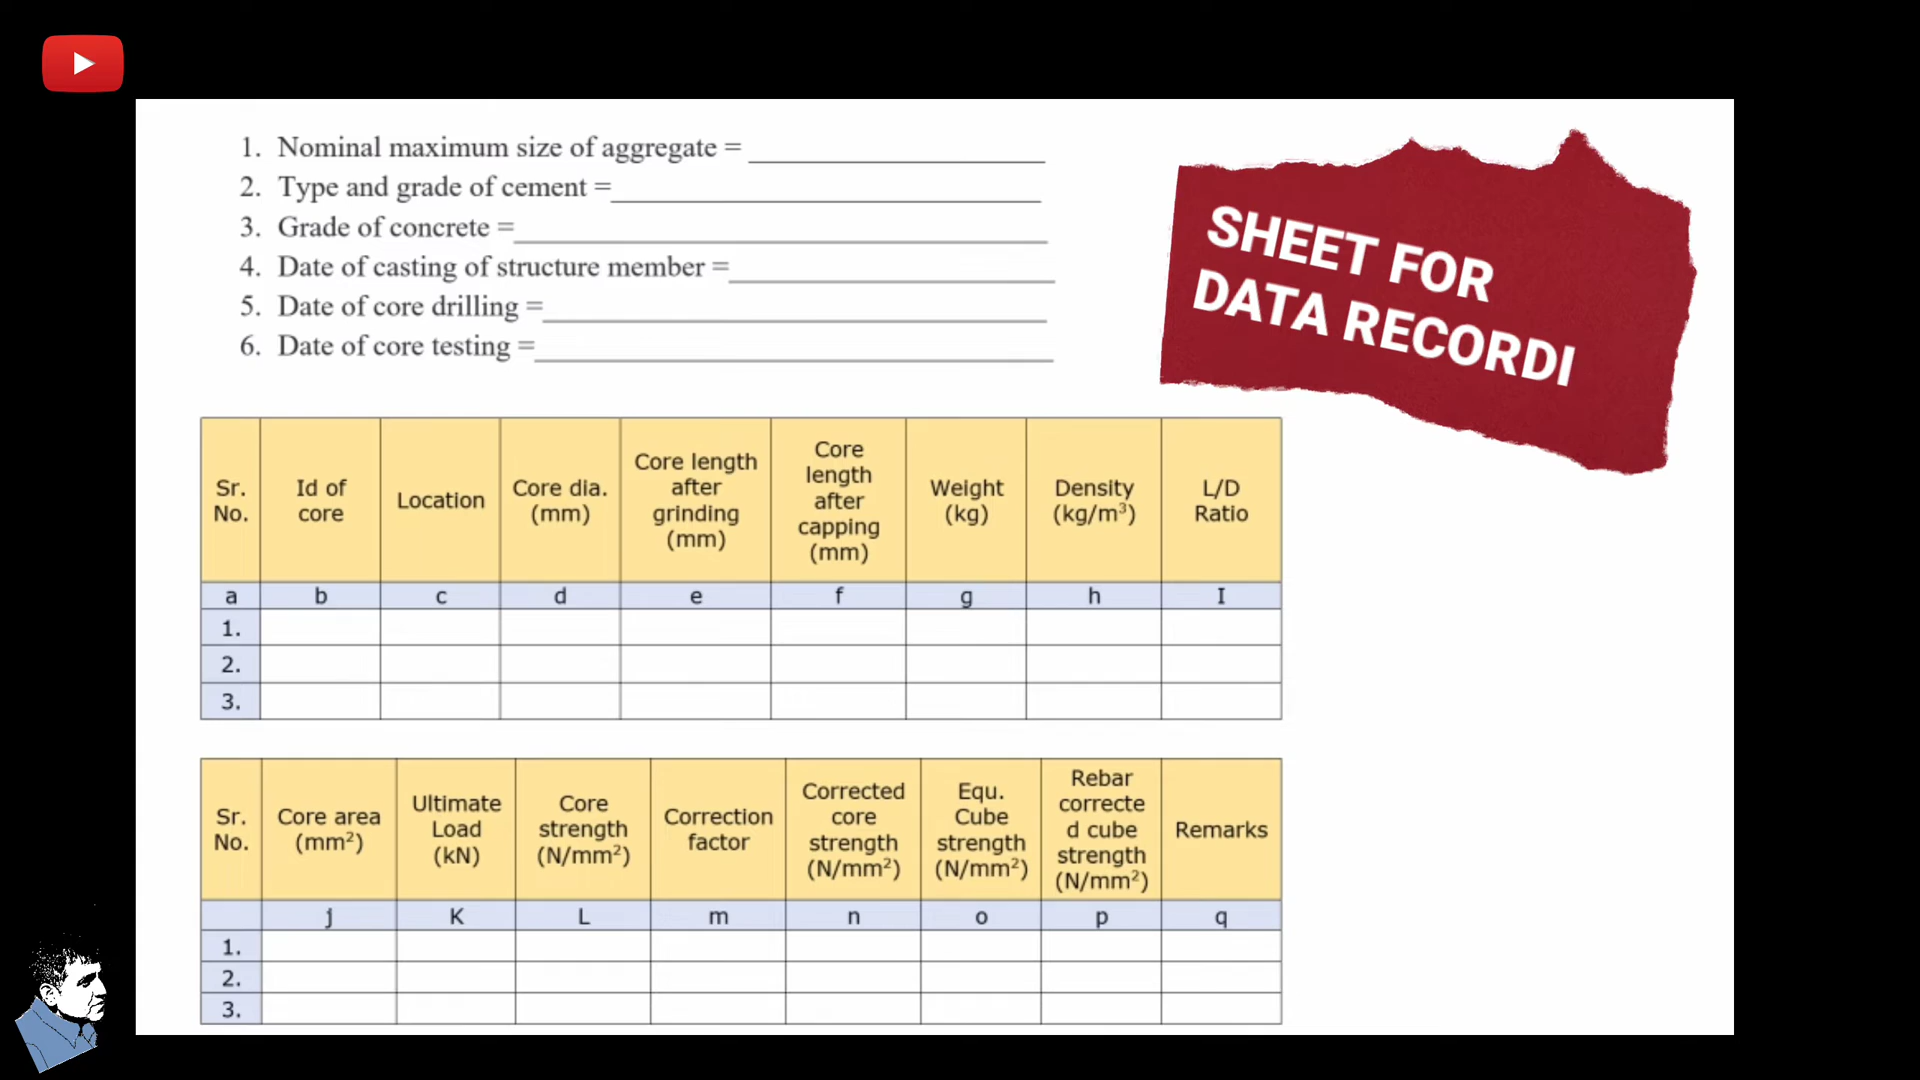 1. Nominal maximum size of aggregate =
2. Type and grade of cement =
3. Grade of concrete =
4. Date of casting of structure member =
5. Date of core drilling =
6. Date of core testing =
SHEET FOR
DATA RECORDI
Sr. No. Id of core Location Core dia. (mm) Core length after grinding (mm) Core length after capping (mm) Weight (kg) Density (kg/m³) L/D Ratio
a b c d e f g h I
1.
2.
3.
Sr. No. Core area (mm²) Ultimate Load (kN) Core strength (N/mm²) Correction factor Corrected core strength (N/mm²) Equ. Cube strength (N/mm²) Rebar correcte d cube strength (N/mm²) Remarks
j K L m n o p q
1.
2.
3.